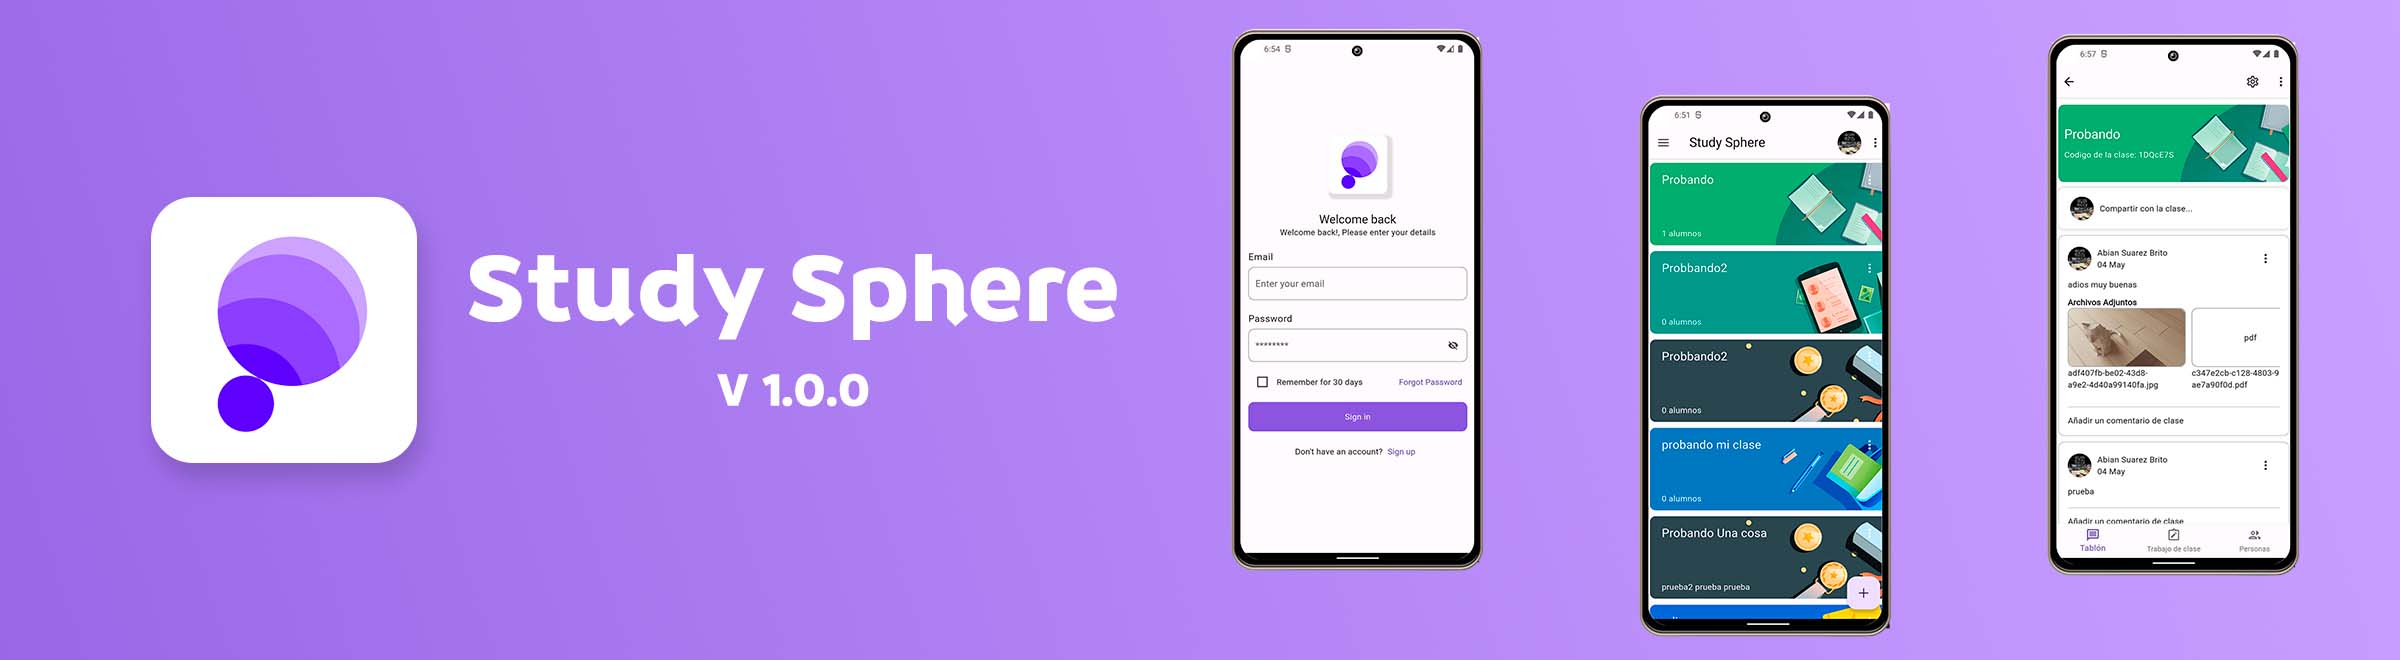 Study Sphere
V 1.0.0
6:54
Welcome back
Welcome back!, Please enter your details
Email
Enter your email
Password
********
Remember for 30 days
Forgot Password
Sign in
Don't have an account? Sign up
6:51
Study Sphere
Probando
1 alumnos
Probbando2
0 alumnos
Probbando2
0 alumnos
probando mi clase
0 alumnos
Probando Una cosa
prueba2 prueba prueba
+
6:57
Probando
Codigo de la clase: 1DQcE7S
Compartir con la clase...
Abian Suarez Brito
04 May
adios muy buenas
Archivos Adjuntos
pdf
adf407fb-be02-43d8-
a9e2-4d40a99140fa.jpg
c347e2cb-c128-4803-9
ae7a90f0d.pdf
Añadir un comentario de clase
Abian Suarez Brito
04 May
prueba
Añadir un comentario de clase
Tablón
Trabajo de clase
Personas